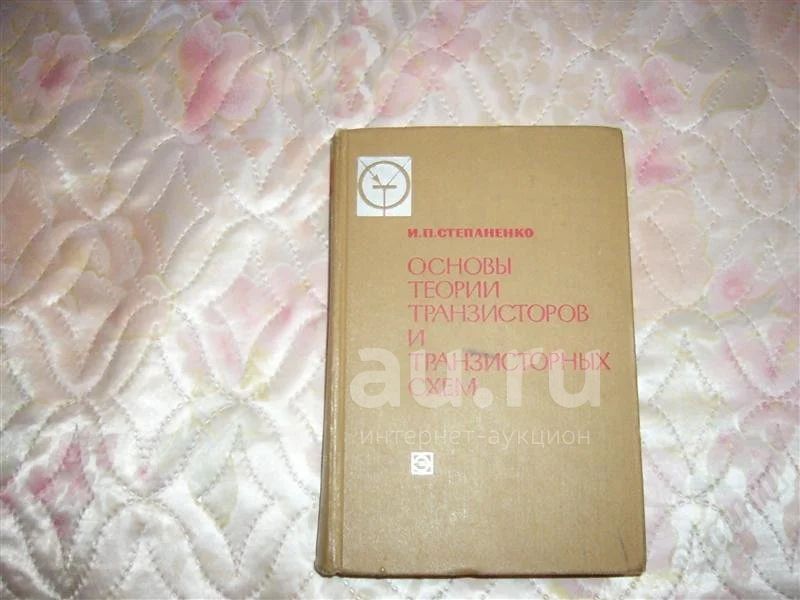 И.П.СТЕПАНЕНКО
ОСНОВЫ
ТЕОРИИ
ТРАНЗИСТОРОВ
И
ТРАНЗИСТОРНЫХ
СХЕМ
au.ru
интернет-аукцион
Э